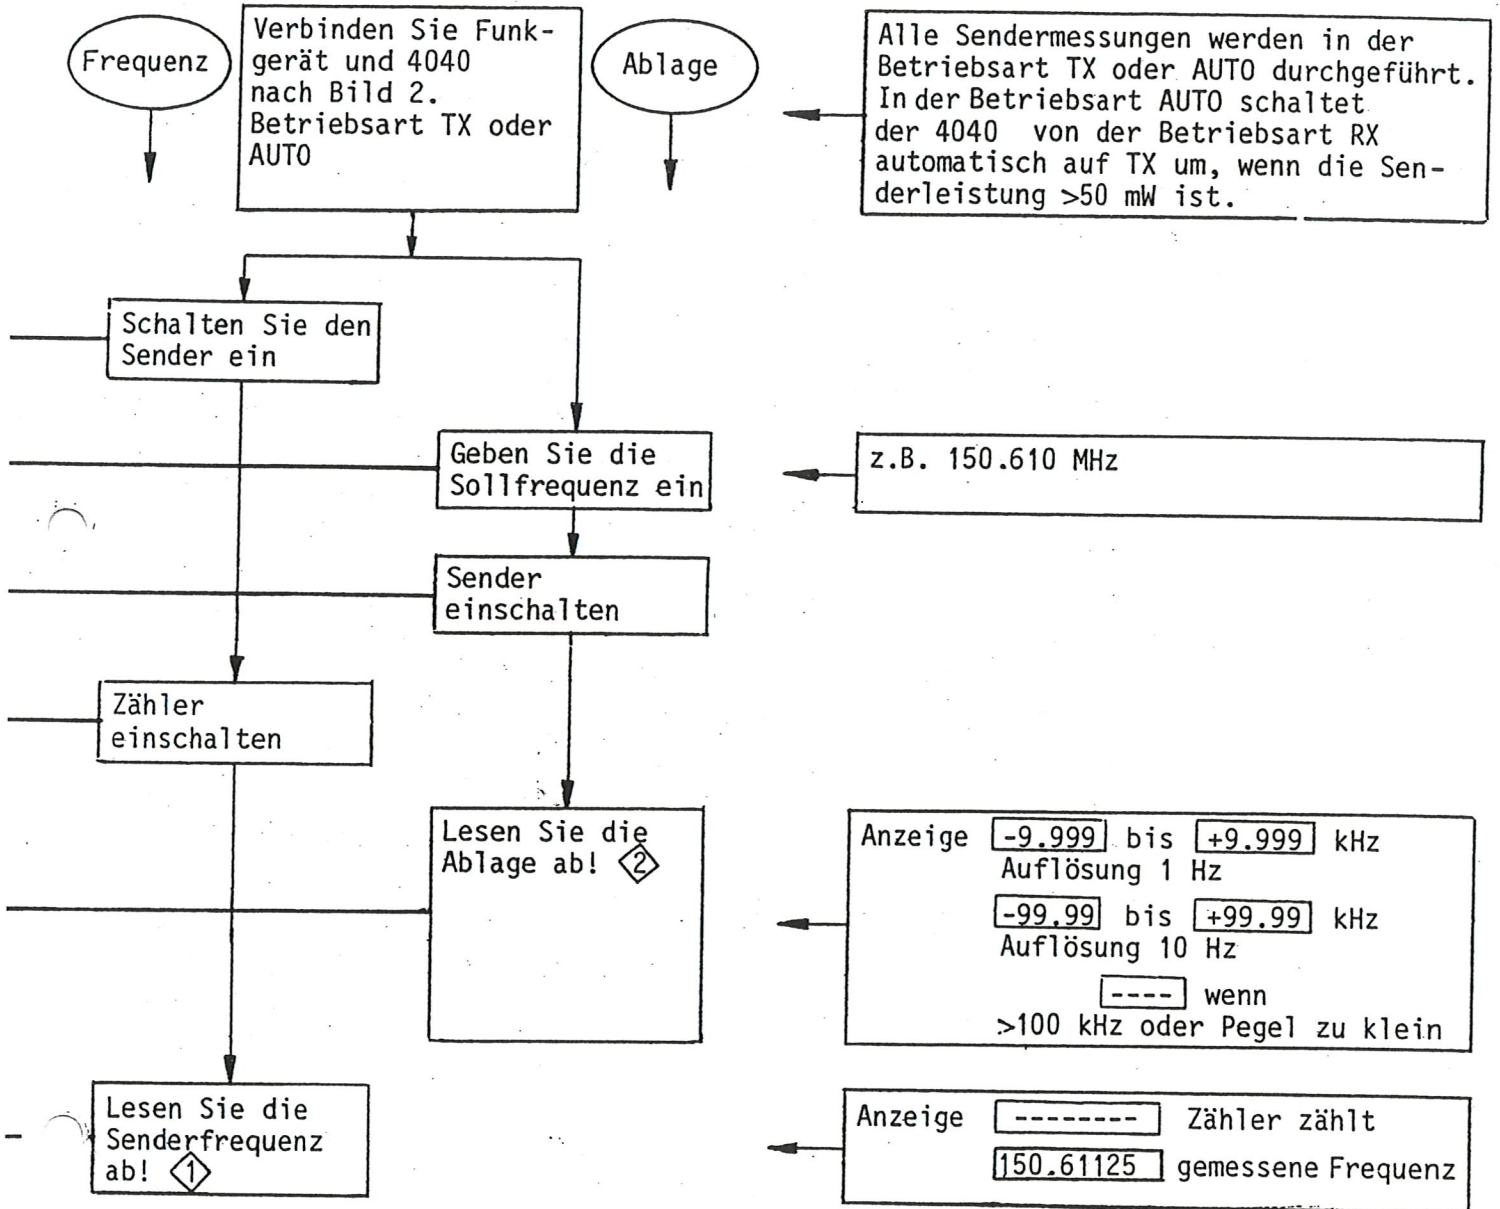 Frequenz
Verbinden Sie Funk-
gerät und 4040
nach Bild 2.
Betriebsart TX oder
AUTO
Ablage
Alle Sendermessungen werden in der
Betriebsart TX oder AUTO durchgeführt.
In der Betriebsart AUTO schaltet
der 4040 von der Betriebsart RX
automatisch auf TX um, wenn die Sen-
derleistung >50 mW ist.
Schalten Sie den
Sender ein
Geben Sie die
Sollfrequenz ein
z.B. 150.610 MHz
Sender
einschalten
Zähler
einschalten
Lesen Sie die
Ablage ab! 2
Anzeige -9.999 bis +9.999 kHz
Auflösung 1 Hz
-99.99 bis +99.99 kHz
Auflösung 10 Hz
---- wenn
>100 kHz oder Pegel zu klein
Lesen Sie die
Senderfrequenz
ab! 1
Anzeige -------- Zähler zählt
150.61125 gemessene Frequenz